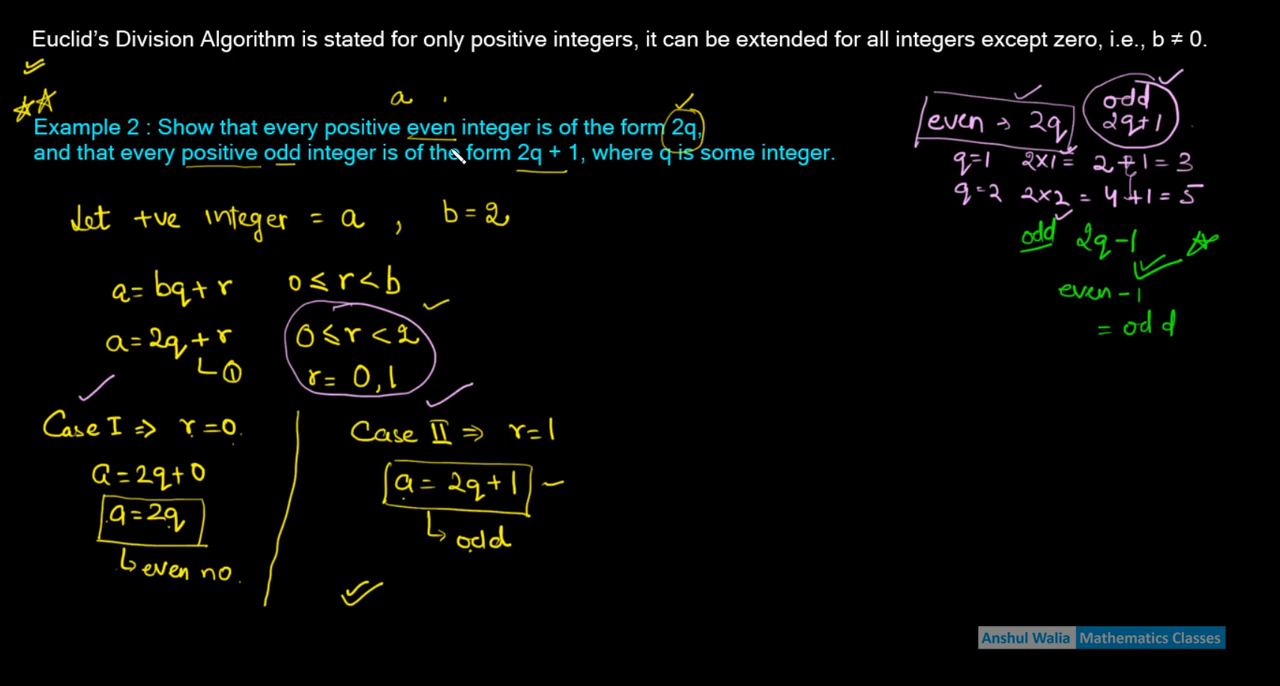 Euclid's Division Algorithm is stated for only positive integers, it can be extended for all integers except zero, i.e., b ≠ 0.
a
Example 2 : Show that every positive even integer is of the form 2q,
and that every positive odd integer is of the form 2q + 1, where q is some integer.
even → 2q
odd
2q+1
q=1 2×1= 2+1=3
q=2 2×2 = 4+1=5
odd 2q-1
even -1
= odd
Let +ve integer = a , b=2
a= bq+r 0≤r<b
a=2q+r 0≤r<2
① r= 0,1
Case I ⇒ r=0.
a=2q+0
a=2q
↳ even no.
Case II ⇒ r=1
a= 2q+1
↳ odd
Anshul Walia Mathematics Classes